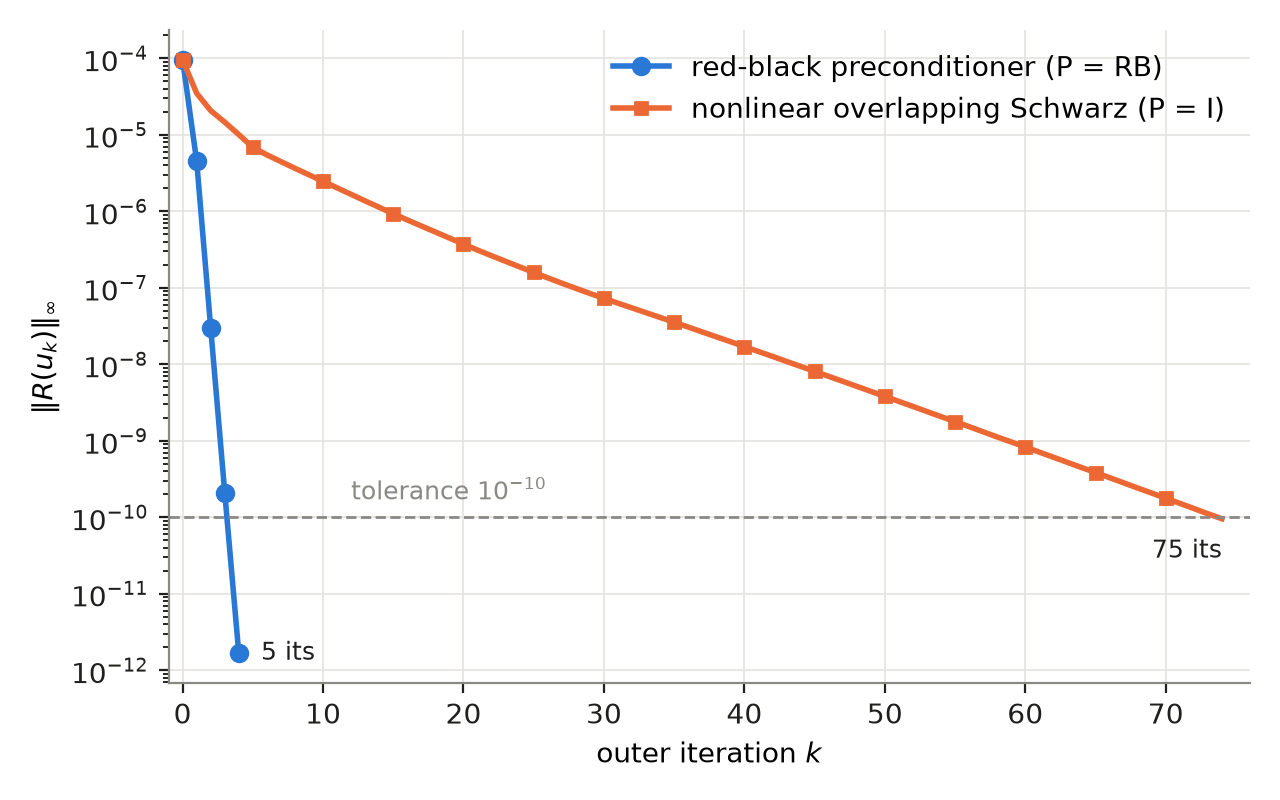 10⁻⁴
10⁻⁵
10⁻⁶
10⁻⁷
10⁻⁸
10⁻⁹
10⁻¹⁰
10⁻¹¹
10⁻¹²
‖R(uₖ)‖∞
red-black preconditioner (P = RB)
nonlinear overlapping Schwarz (P = I)
tolerance 10⁻¹⁰
75 its
5 its
0 10 20 30 40 50 60 70
outer iteration k